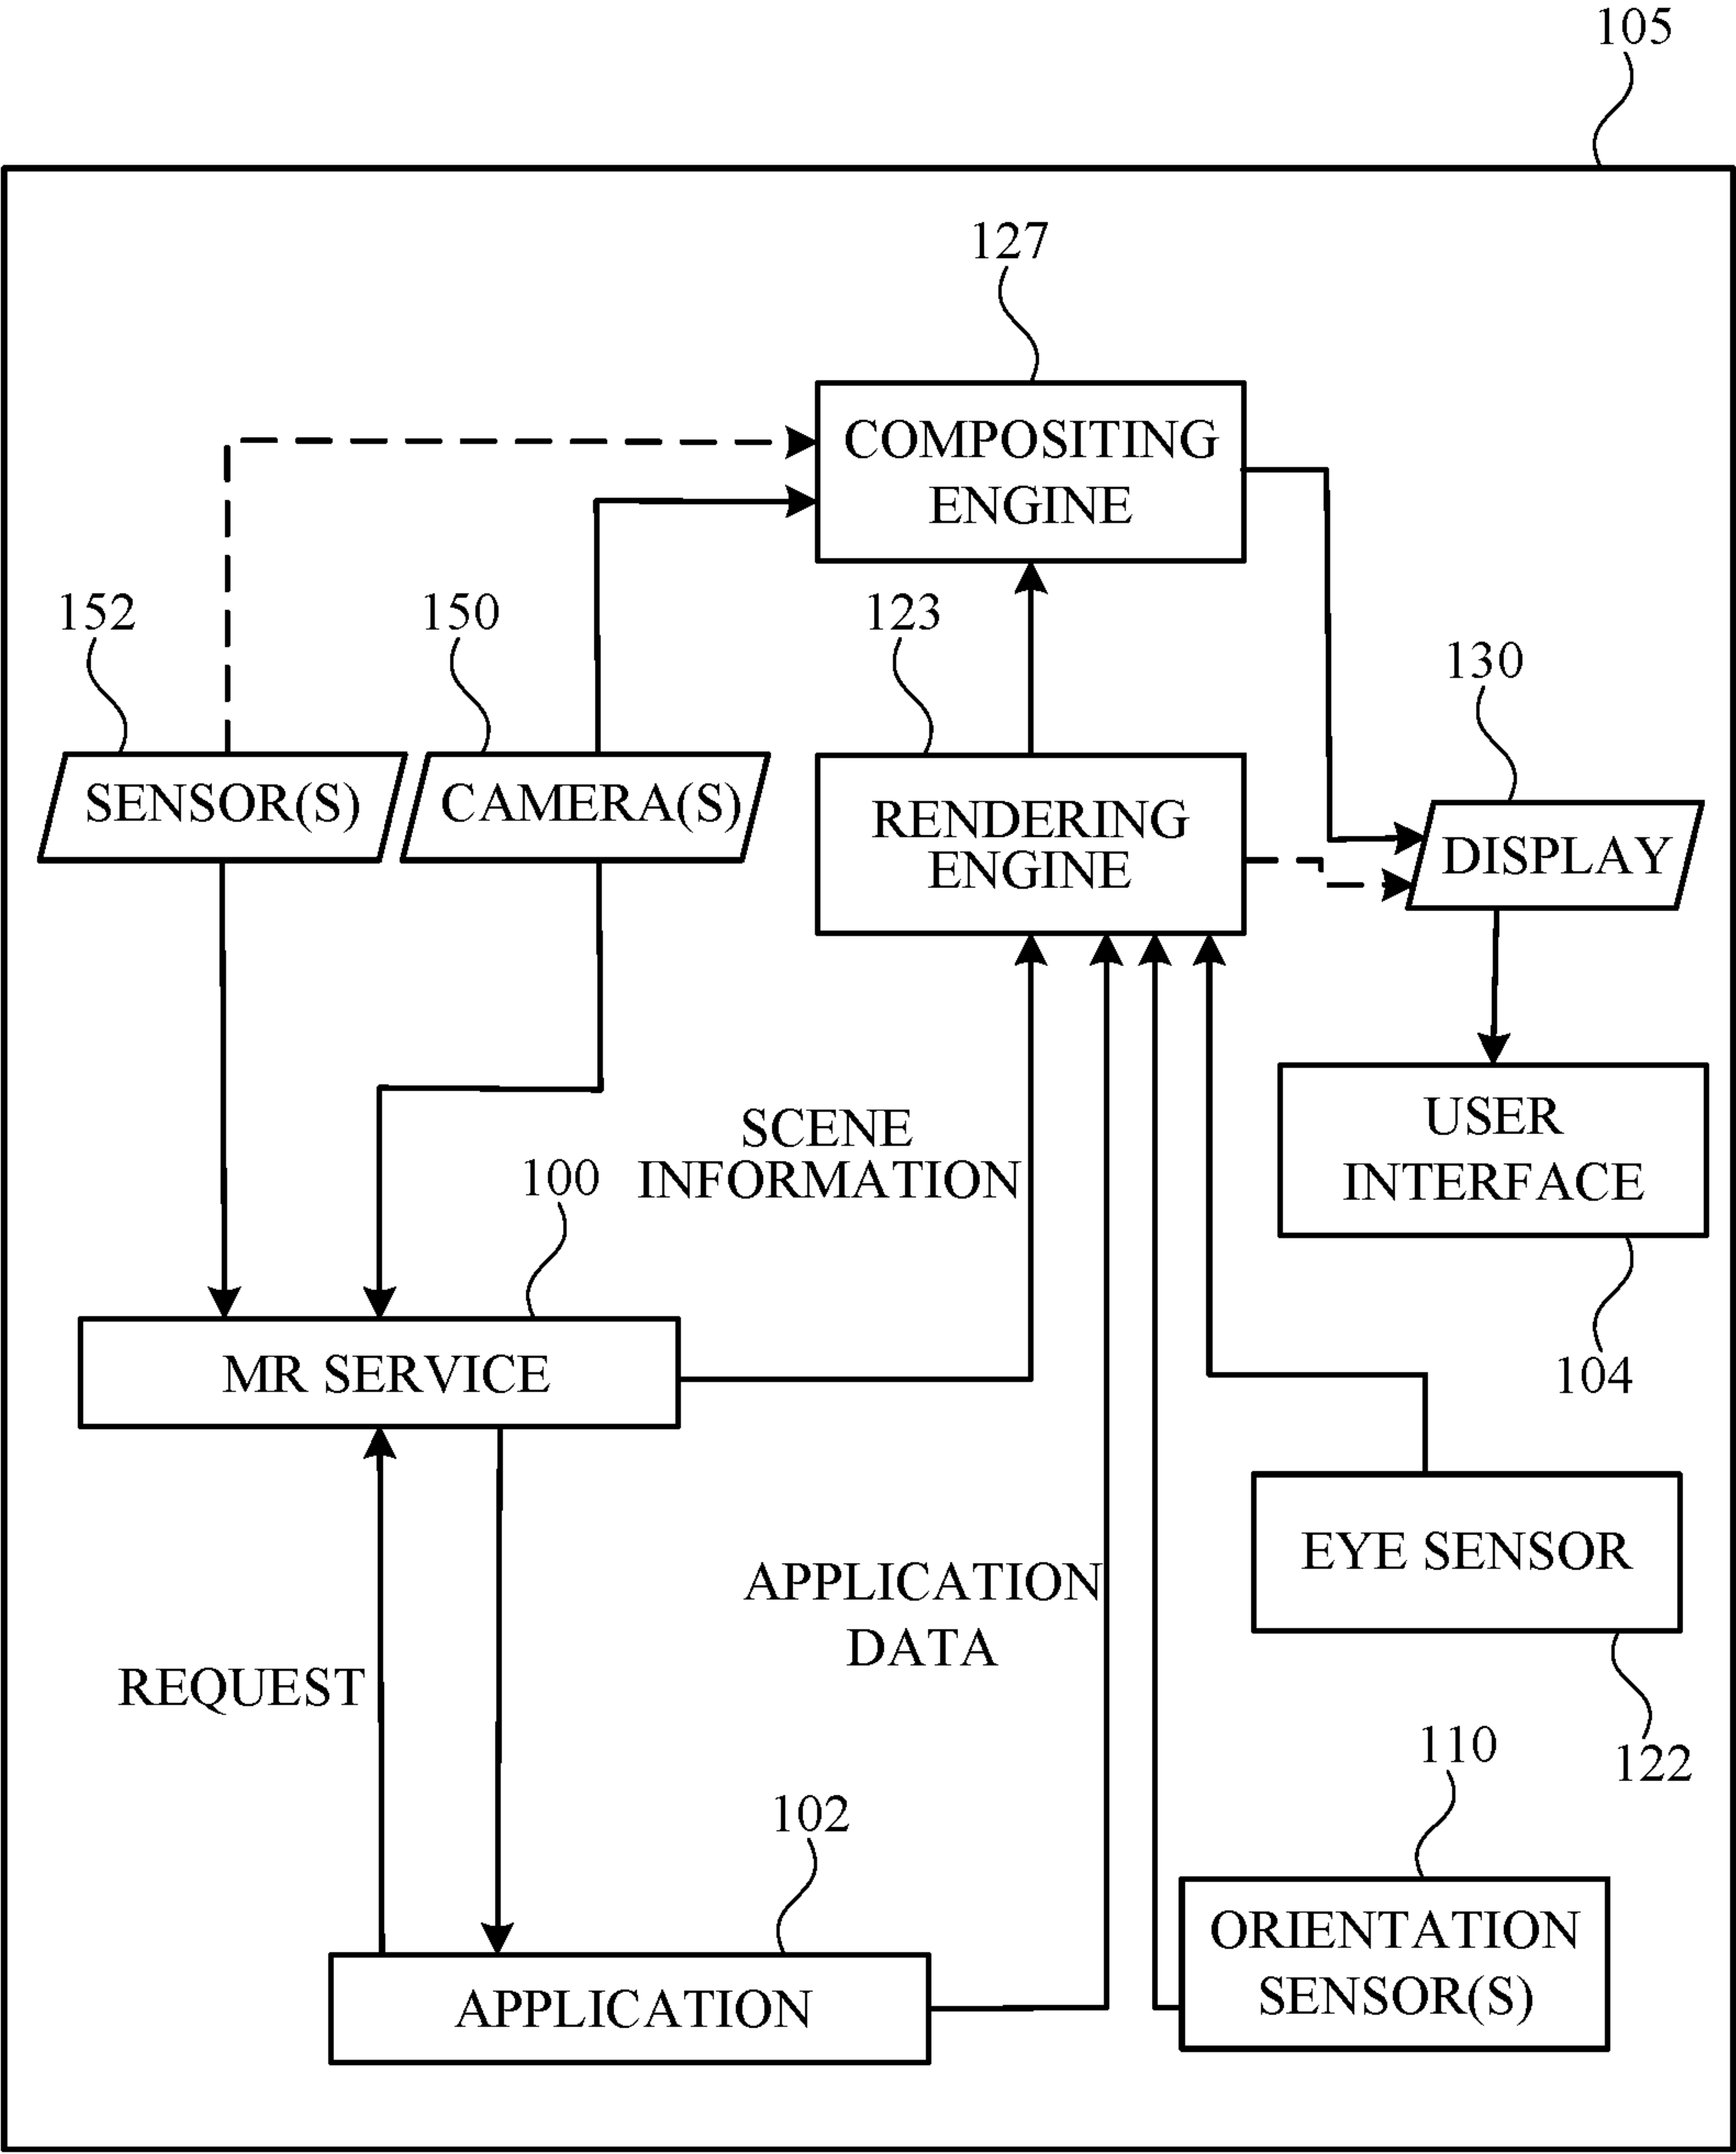 105
127
COMPOSITING
ENGINE
152
150
123
130
SENSOR(S)
CAMERA(S)
RENDERING
ENGINE
DISPLAY
SCENE
INFORMATION
USER
INTERFACE
100
104
MR SERVICE
EYE SENSOR
APPLICATION
DATA
REQUEST
122
110
102
ORIENTATION
SENSOR(S)
APPLICATION